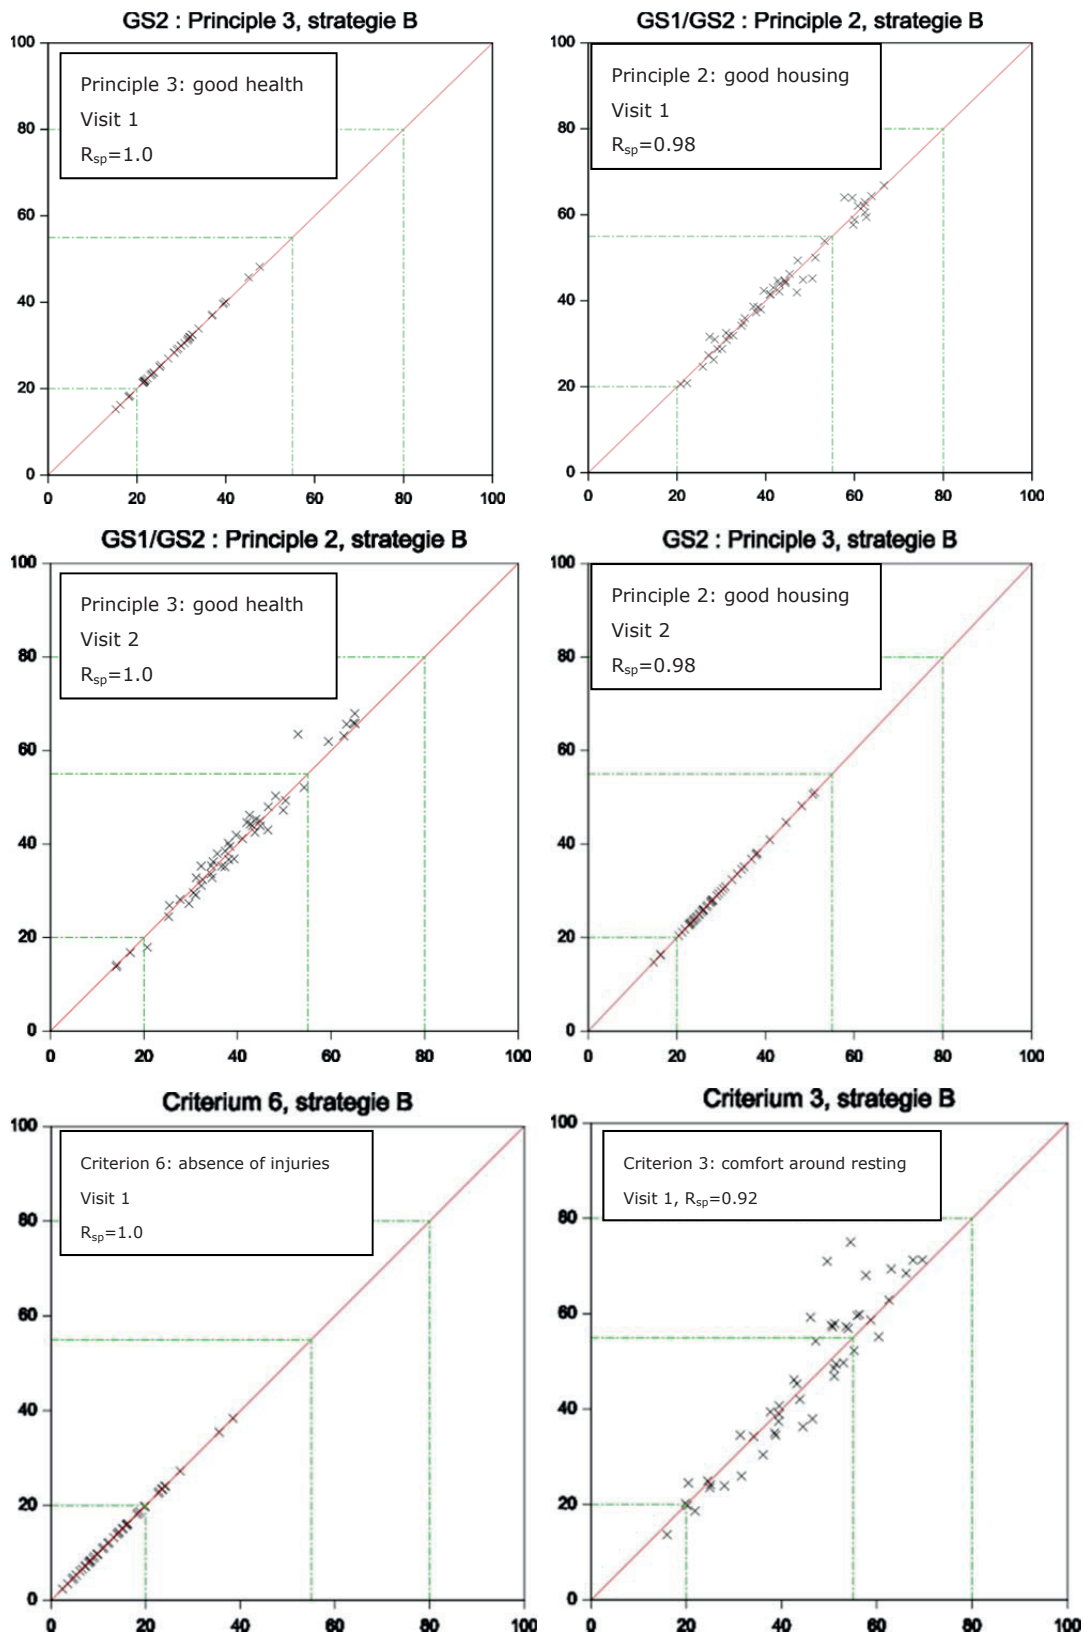 GS2 : Principle 3, strategie B
100
80
60
40
20
0
Principle 3: good health
Visit 1
Rsp=1.0
0 20 40 60 80 100
GS1/GS2 : Principle 2, strategie B
100
80
60
40
20
0
Principle 2: good housing
Visit 1
Rsp=0.98
0 20 40 60 80 100
GS1/GS2 : Principle 2, strategie B
100
80
60
40
20
0
Principle 3: good health
Visit 2
Rsp=1.0
0 20 40 60 80 100
GS2 : Principle 3, strategie B
100
80
60
40
20
0
Principle 2: good housing
Visit 2
Rsp=0.98
0 20 40 60 80 100
Criterium 6, strategie B
100
80
60
40
20
0
Criterion 6: absence of injuries
Visit 1
Rsp=1.0
0 20 40 60 80 100
Criterium 3, strategie B
100
80
60
40
20
0
Criterion 3: comfort around resting
Visit 1, Rsp=0.92
0 20 40 60 80 100